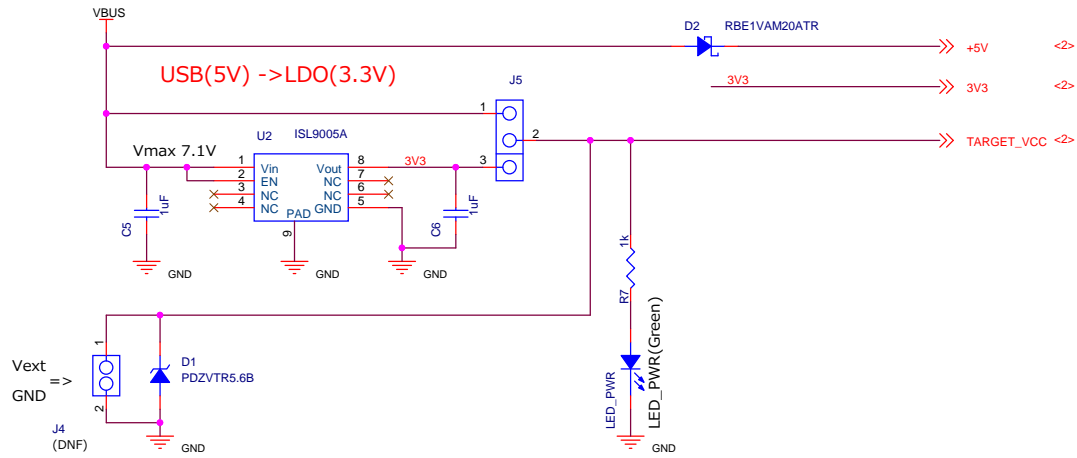 VBUS
D2 RBE1VAM20ATR
+5V <2>
USB(5V) ->LDO(3.3V)
J5
3V3 3V3 <2>
1
U2 ISL9005A
2 TARGET_VCC <2>
Vmax 7.1V
3V3 3
1 Vin Vout 8
2 EN NC 7
3 NC NC 6
4 NC GND 5
PAD
9
C5 1uF
C6 1uF
GND GND GND
1k
R7
1
Vext =>
GND
2
D1
PDZVTR5.6B
J4
(DNF)
GND
LED_PWR
LED_PWR(Green)
GND